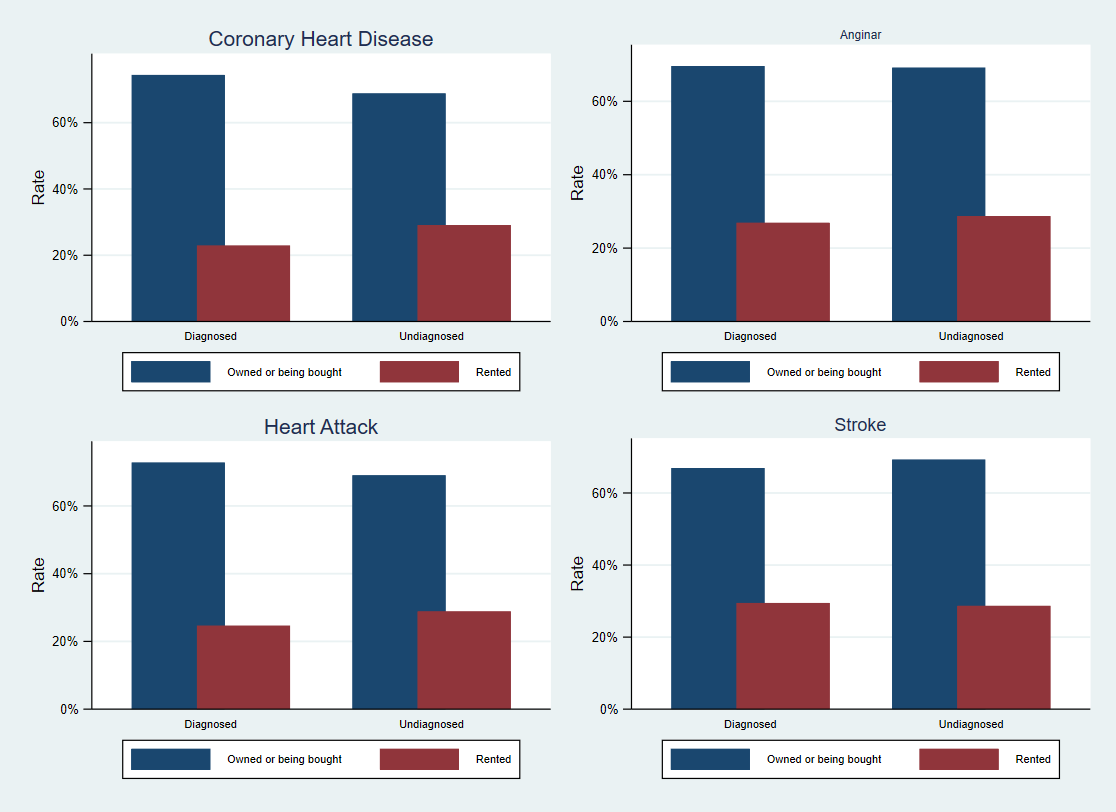 Coronary Heart Disease
Rate
60%
40%
20%
0%
Diagnosed Undiagnosed
Owned or being bought Rented
Anginar
Rate
60%
40%
20%
0%
Diagnosed Undiagnosed
Owned or being bought Rented
Heart Attack
Rate
60%
40%
20%
0%
Diagnosed Undiagnosed
Owned or being bought Rented
Stroke
Rate
60%
40%
20%
0%
Diagnosed Undiagnosed
Owned or being bought Rented